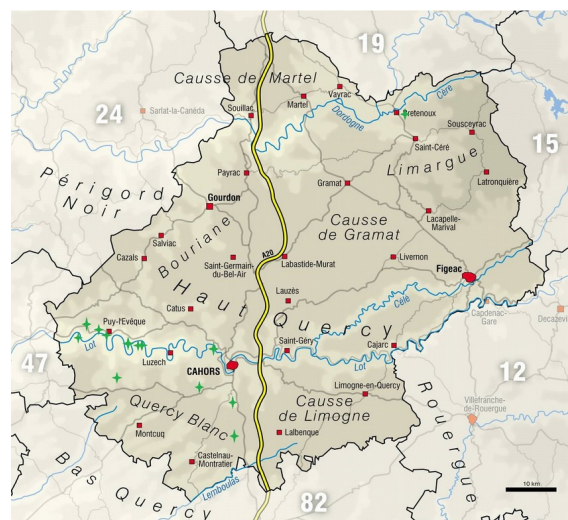 19
Causse de Martel
Vayrac
Martel
Souillac
Cère
24
Sarlat-la-Canéda
Dordogne
Bretenoux
Sousceyrac
15
Saint-Céré
Limargue
Payrac
Gramat
Latronquière
Périgord
Noir
Gourdon
Lacapelle-
Marival
Causse
de Gramat
Bouriane
Salviac
A20
Cazals
Saint-Germain
du-Bel-Air
Labastide-Murat
Livernon
Figeac
Haut
Lauzès
Célé
Catus
Quercy
Capdenac-
Gare
Decazevi
Puy-l'Evêque
Saint-Géry
Cajarc
47
Lot
Luzech
Lot
CAHORS
12
Limogne-en-Quercy
Villefranche-
de-Rouergue
Quercy Blanc
Causse
de Limogne
Rouergue
Montcuq
Lalbenque
Castelnau-
Montratier
Bas Quercy
Lemboulas
82
10 km